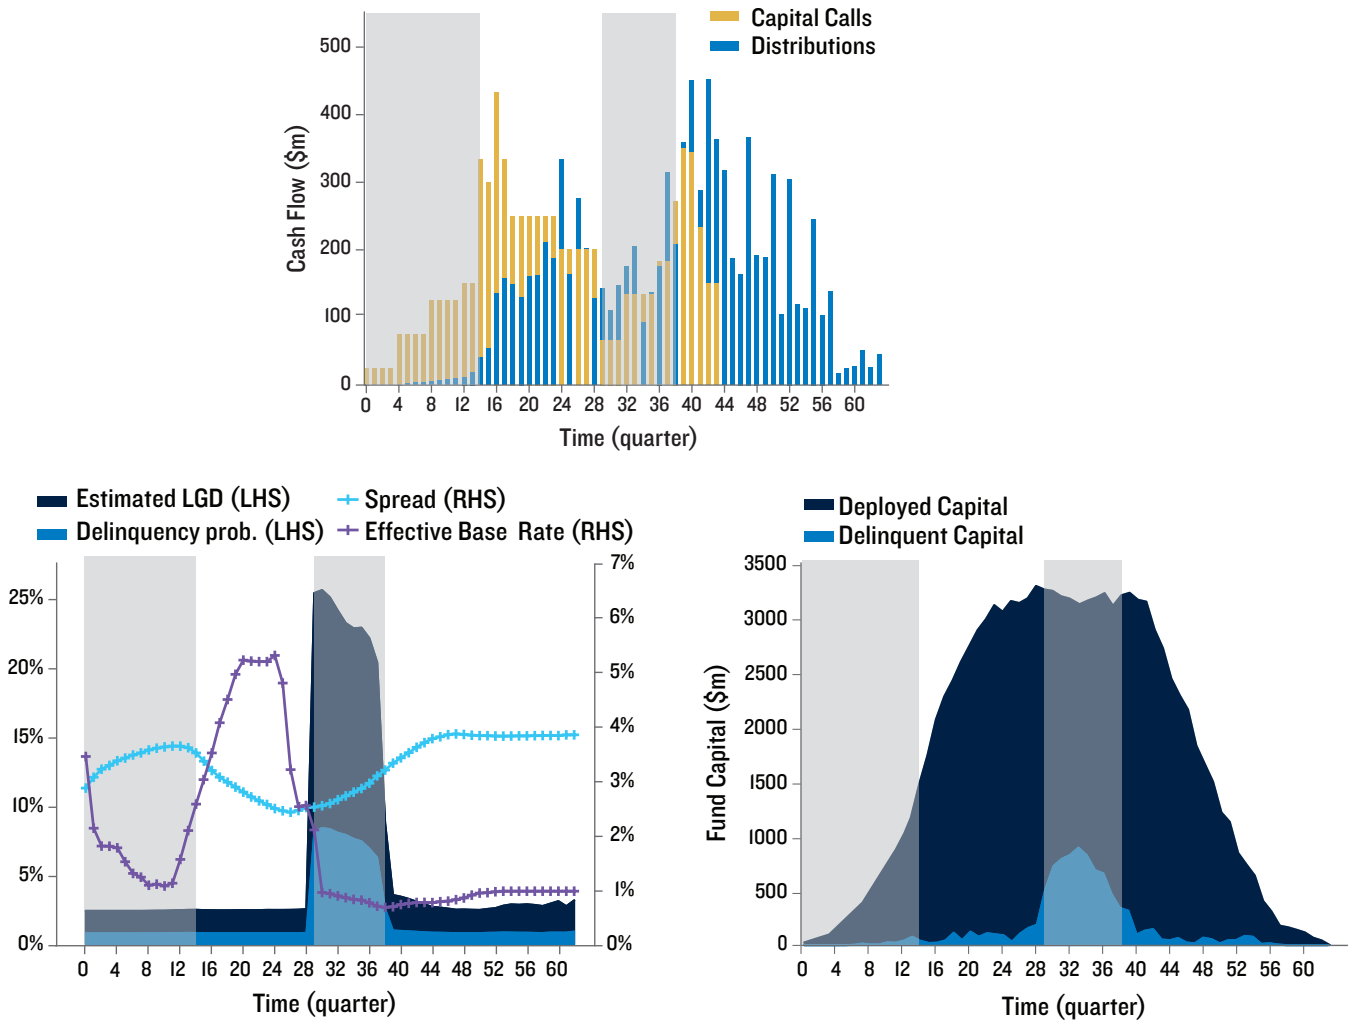 Capital Calls
Distributions
500
400
300
200
100
0
Cash Flow ($m)
0 4 8 12 16 20 24 28 32 36 40 44 48 52 56 60
Time (quarter)
Estimated LGD (LHS)
Spread (RHS)
Delinquency prob. (LHS)
Effective Base Rate (RHS)
25%
20%
15%
10%
5%
0%
7%
6%
5%
4%
3%
2%
1%
0%
0 4 8 12 16 20 24 28 32 36 40 44 48 52 56 60
Time (quarter)
Deployed Capital
Delinquent Capital
3500
3000
2500
2000
1500
1000
500
0
Fund Capital ($m)
0 4 8 12 16 20 24 28 32 36 40 44 48 52 56 60
Time (quarter)